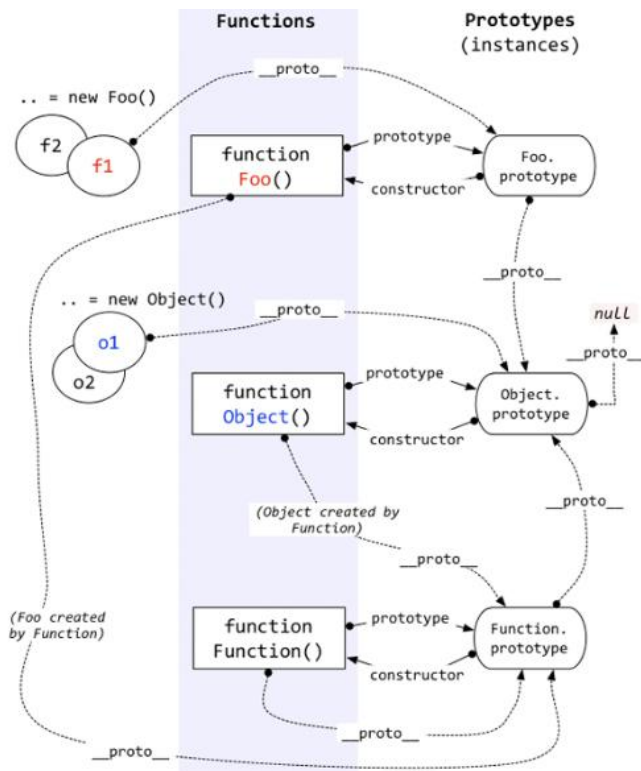 Functions
Prototypes
(instances)
__proto__
.. = new Foo()
f2
f1
function
Foo()
prototype
constructor
Foo.
prototype
__proto__
.. = new Object()
__proto__
null
o1
o2
__proto__
function
Object()
prototype
constructor
Object.
prototype
(Object created by
Function)
__proto__
__proto__
(Foo created
by Function)
function
Function()
prototype
constructor
Function.
prototype
__proto__
__proto__